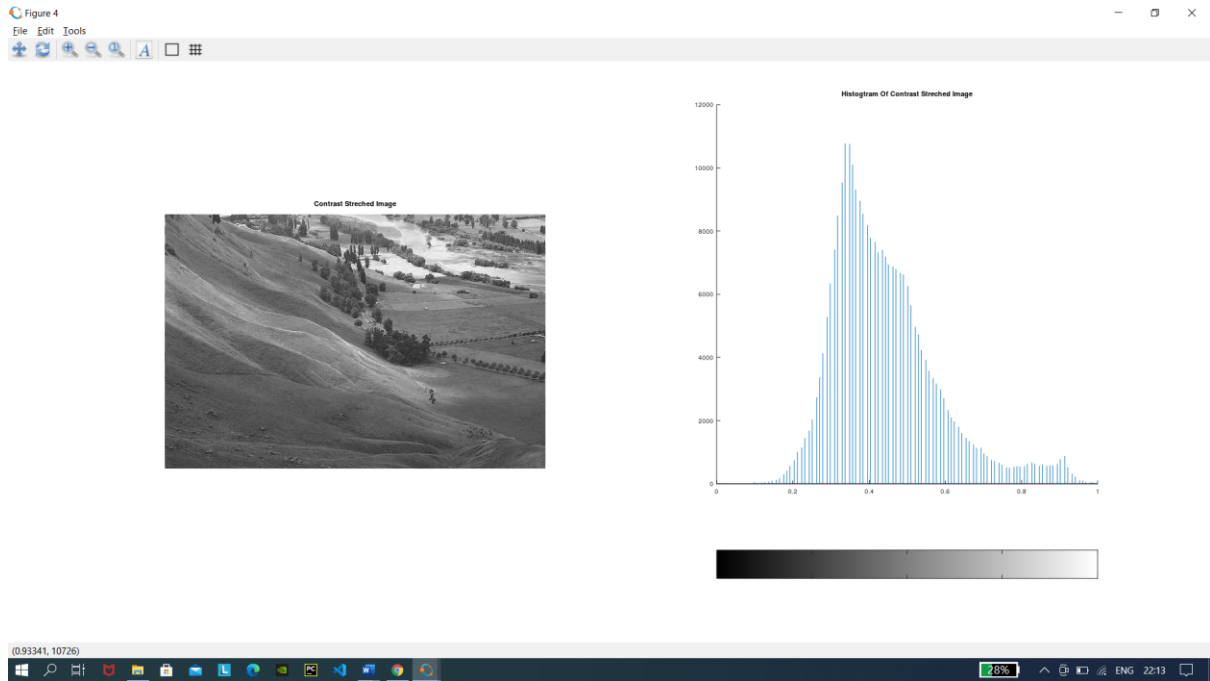 Figure 4
File Edit Tools
A
Contrast Streched Image
Histogtram Of Contrast Streched Image
12000
10000
8000
6000
4000
2000
0
0 0.2 0.4 0.6 0.8 1
(0.93341, 10726)
L PC W 28% ENG 22:13